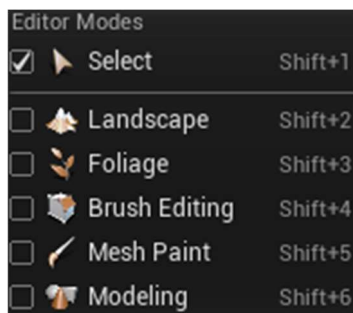 Editor Modes
Select Shift+1
Landscape Shift+2
Foliage Shift+3
Brush Editing Shift+4
Mesh Paint Shift+5
Modeling Shift+6